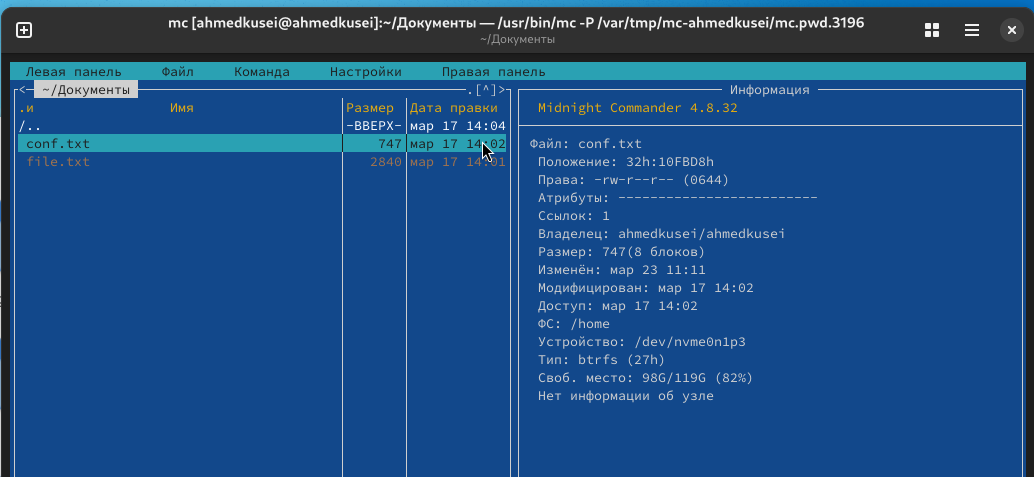 mc [ahmedkusei@ahmedkusei]:~/Документы — /usr/bin/mc -P /var/tmp/mc-ahmedkusei/mc.pwd.3196
~/Документы
Левая панель Файл Команда Настройки Правая панель
<— ~/Документы .[^]>
.и Имя Размер Дата правки
/.. -ВВЕРХ- мар 17 14:04
conf.txt 747 мар 17 14:02
file.txt 2840 мар 17 14:01
Информация
Midnight Commander 4.8.32
Файл: conf.txt
Положение: 32h:10FBD8h
Права: -rw-r--r-- (0644)
Атрибуты: -------------------------
Ссылок: 1
Владелец: ahmedkusei/ahmedkusei
Размер: 747(8 блоков)
Изменён: мар 23 11:11
Модифицирован: мар 17 14:02
Доступ: мар 17 14:02
ФС: /home
Устройство: /dev/nvme0n1p3
Тип: btrfs (27h)
Своб. место: 98G/119G (82%)
Нет информации об узле